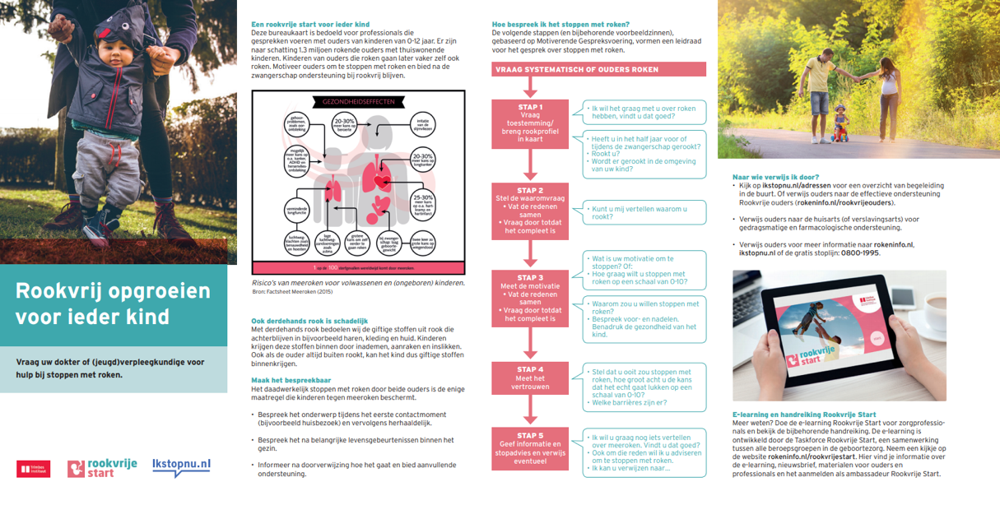 Rookvrij opgroeien
voor ieder kind
Vraag uw dokter of (jeugd)verpleegkundige voor
hulp bij stoppen met roken.
trimbos
instituut
rookvrije
start
Ikstopnu.nl
Een rookvrije start voor ieder kind
Deze bureaukaart is bedoeld voor professionals die
gesprekken voeren met ouders van kinderen van 0-12 jaar. Er zijn
naar schatting 1.3 miljoen rokende ouders met thuiswonende
kinderen. Kinderen van ouders die roken gaan later vaker zelf ook
roken. Motiveer ouders om te stoppen met roken en bied na de
zwangerschap ondersteuning bij rookvrij blijven.
GEZONDHEIDSEFFECTEN
gehoor-
problemen,
zoals oor-
ontsteking
20-30%
meer kans op
beroerte
irritatie
van de
slijmvliezen
mogelijk
meer kans op
o.a. kanker,
ADHD en
hersenvlies-
ontsteking
20-30%
meer kans op
longkanker
25-30%
meer kans
op o.a. hart-
kramp en
hartinfarct
verminderde
longfunctie
luchtweg-
klachten zoals
benauwdheid
en hoesten
lage
luchtweg-
aandoeningen
zoals
astma
grotere
kans om zelf
eerder te
gaan roken
bij zwanger-
schap: laag
geboorte-
gewicht
twee keer zo
grote kans op
wiegendood
1 op de 100 sterfgevallen wereldwijd komt door meeroken.
Risico's van meeroken voor volwassenen en (ongeboren) kinderen.
Bron: Factsheet Meeroken (2015)
Ook derdehands rook is schadelijk
Met derdehands rook bedoelen wij de giftige stoffen uit rook die
achterblijven in bijvoorbeeld haren, kleding en huid. Kinderen
krijgen deze stoffen binnen door inademen, aanraken en inslikken.
Ook als de ouder altijd buiten rookt, kan het kind dus giftige stoffen
binnenkrijgen.
Maak het bespreekbaar
Het daadwerkelijk stoppen met roken door beide ouders is de enige
maatregel die kinderen tegen meeroken beschermt.
• Bespreek het onderwerp tijdens het eerste contactmoment
(bijvoorbeeld huisbezoek) en vervolgens herhaaldelijk.
• Bespreek het na belangrijke levensgebeurtenissen binnen het
gezin.
• Informeer na doorverwijzing hoe het gaat en bied aanvullende
ondersteuning.
Hoe bespreek ik het stoppen met roken?
De volgende stappen (en bijbehorende voorbeeldzinnen),
gebaseerd op Motiverende Gespreksvoering, vormen een leidraad
voor het gesprek over stoppen met roken.
VRAAG SYSTEMATISCH OF OUDERS ROKEN
STAP 1
Vraag
toestemming/
breng rookprofiel
in kaart
• Ik wil het graag met u over roken
hebben, vindt u dat goed?
• Heeft u in het half jaar voor of
tijdens de zwangerschap gerookt?
• Rookt u?
• Wordt er gerookt in de omgeving
van uw kind?
STAP 2
Stel de waaromvraag
• Vat de redenen
samen
• Vraag door totdat
het compleet is
• Kunt u mij vertellen waarom u
rookt?
STAP 3
Meet de motivatie
• Vat de redenen
samen
• Vraag door totdat
het compleet is
• Wat is uw motivatie om te
stoppen? Of:
• Hoe graag wilt u stoppen met
roken op een schaal van 0-10?
• Waarom zou u willen stoppen met
roken?
• Bespreek voor- en nadelen.
Benadruk de gezondheid van het
kind.
STAP 4
Meet het
vertrouwen
• Stel dat u ooit zou stoppen met
roken, hoe groot acht u de kans
dat het echt gaat lukken op een
schaal van 0-10?
• Welke barrières zijn er?
STAP 5
Geef informatie en
stopadvies en verwijs
eventueel
• Ik wil u graag nog iets vertellen
over meeroken. Vindt u dat goed?
• Ook om die reden wil ik u adviseren
om te stoppen met roken.
• Ik kan u verwijzen naar...
Naar wie verwijs ik door?
• Kijk op ikstopnu.nl/adressen voor een overzicht van begeleiding
in de buurt. Of verwijs ouders naar de effectieve ondersteuning
Rookvrije ouders (rokeninfo.nl/rookvrijeouders).
• Verwijs ouders naar de huisarts (of verslavingsarts) voor
gedragsmatige en farmacologische ondersteuning.
• Verwijs ouders voor meer informatie naar rokeninfo.nl,
ikstopnu.nl of de gratis stoplijn: 0800-1995.
rookvrije
start
E-learning en handreiking Rookvrije Start
Meer weten? Doe de e-learning Rookvrije Start voor zorgprofessio-
nals en bekijk de bijbehorende handreiking. De e-learning is
ontwikkeld door de Taskforce Rookvrije Start, een samenwerking
tussen alle beroepsgroepen in de geboortezorg. Neem een kijkje op
de website rokeninfo.nl/rookvrijestart. Hier vind je informatie over
de e-learning, nieuwsbrief, materialen voor ouders en
professionals en het aanmelden als ambassadeur Rookvrije Start.